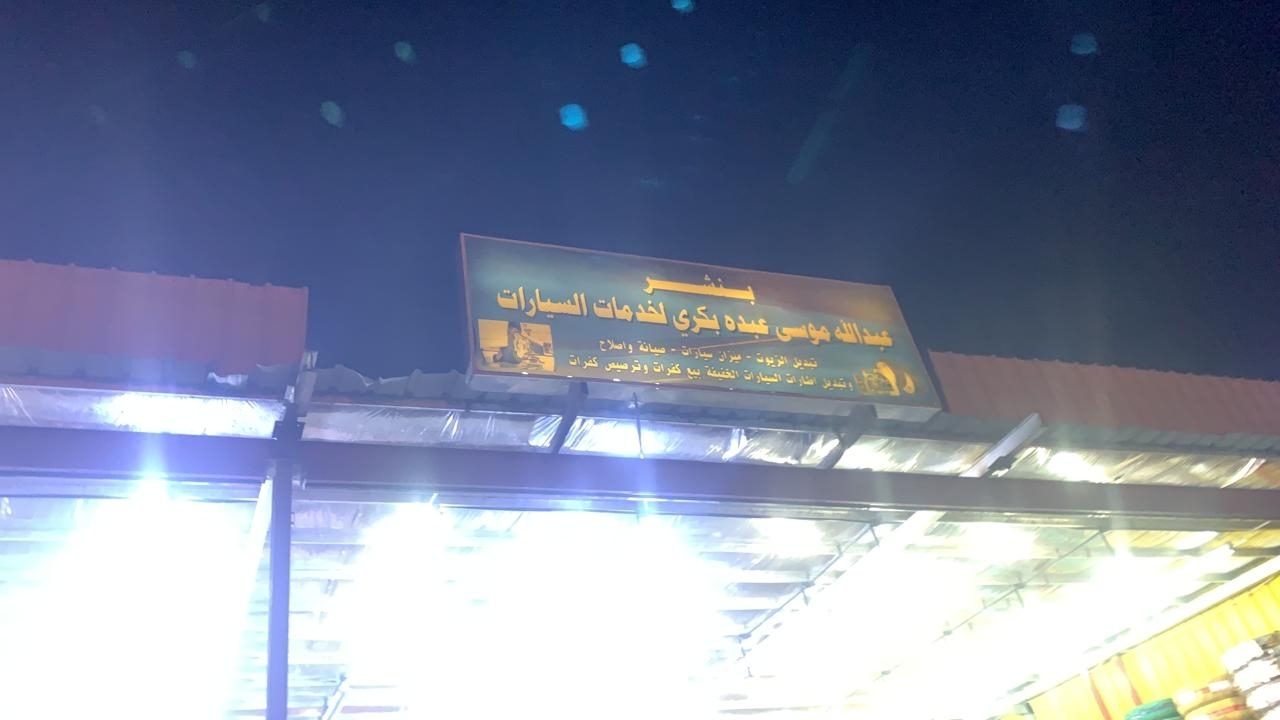 بنشر
عبدالله موسى عبده بكري لخدمات السيارات
تبديل الزيوت - ميزان سيارات - صيانة واصلاح
وتبديل اطارات السيارات الخفيفة بيع كفرات وترصيص كفرات